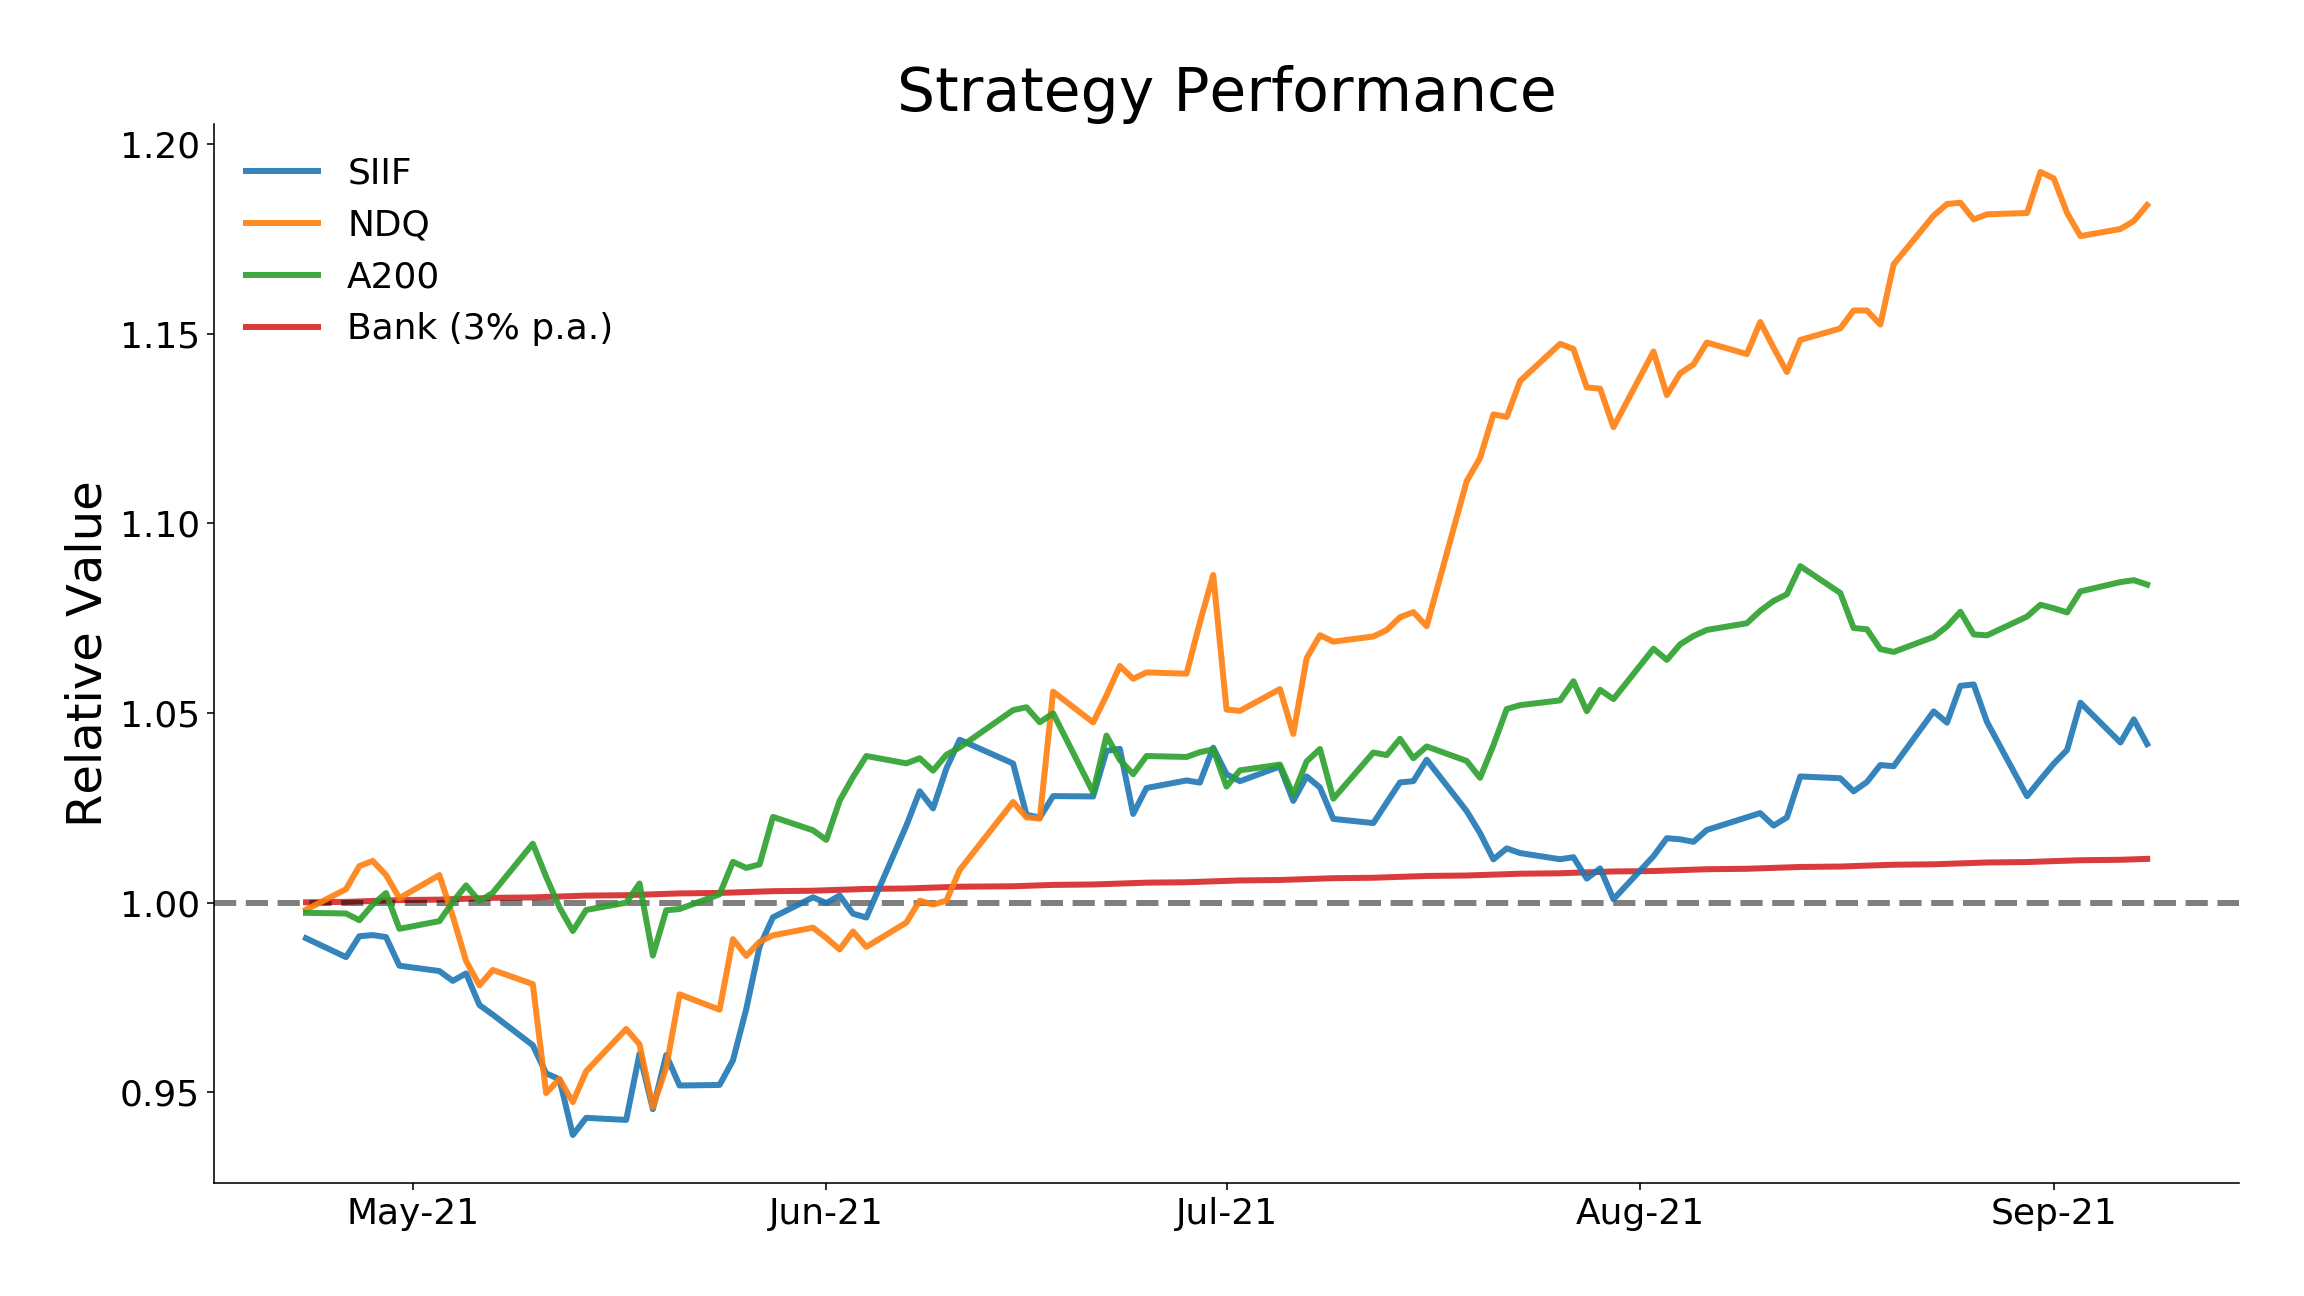 Strategy Performance
1.20
1.15
1.10
1.05
1.00
0.95
Relative Value
SIIF
NDQ
A200
Bank (3% p.a.)
May-21
Jun-21
Jul-21
Aug-21
Sep-21